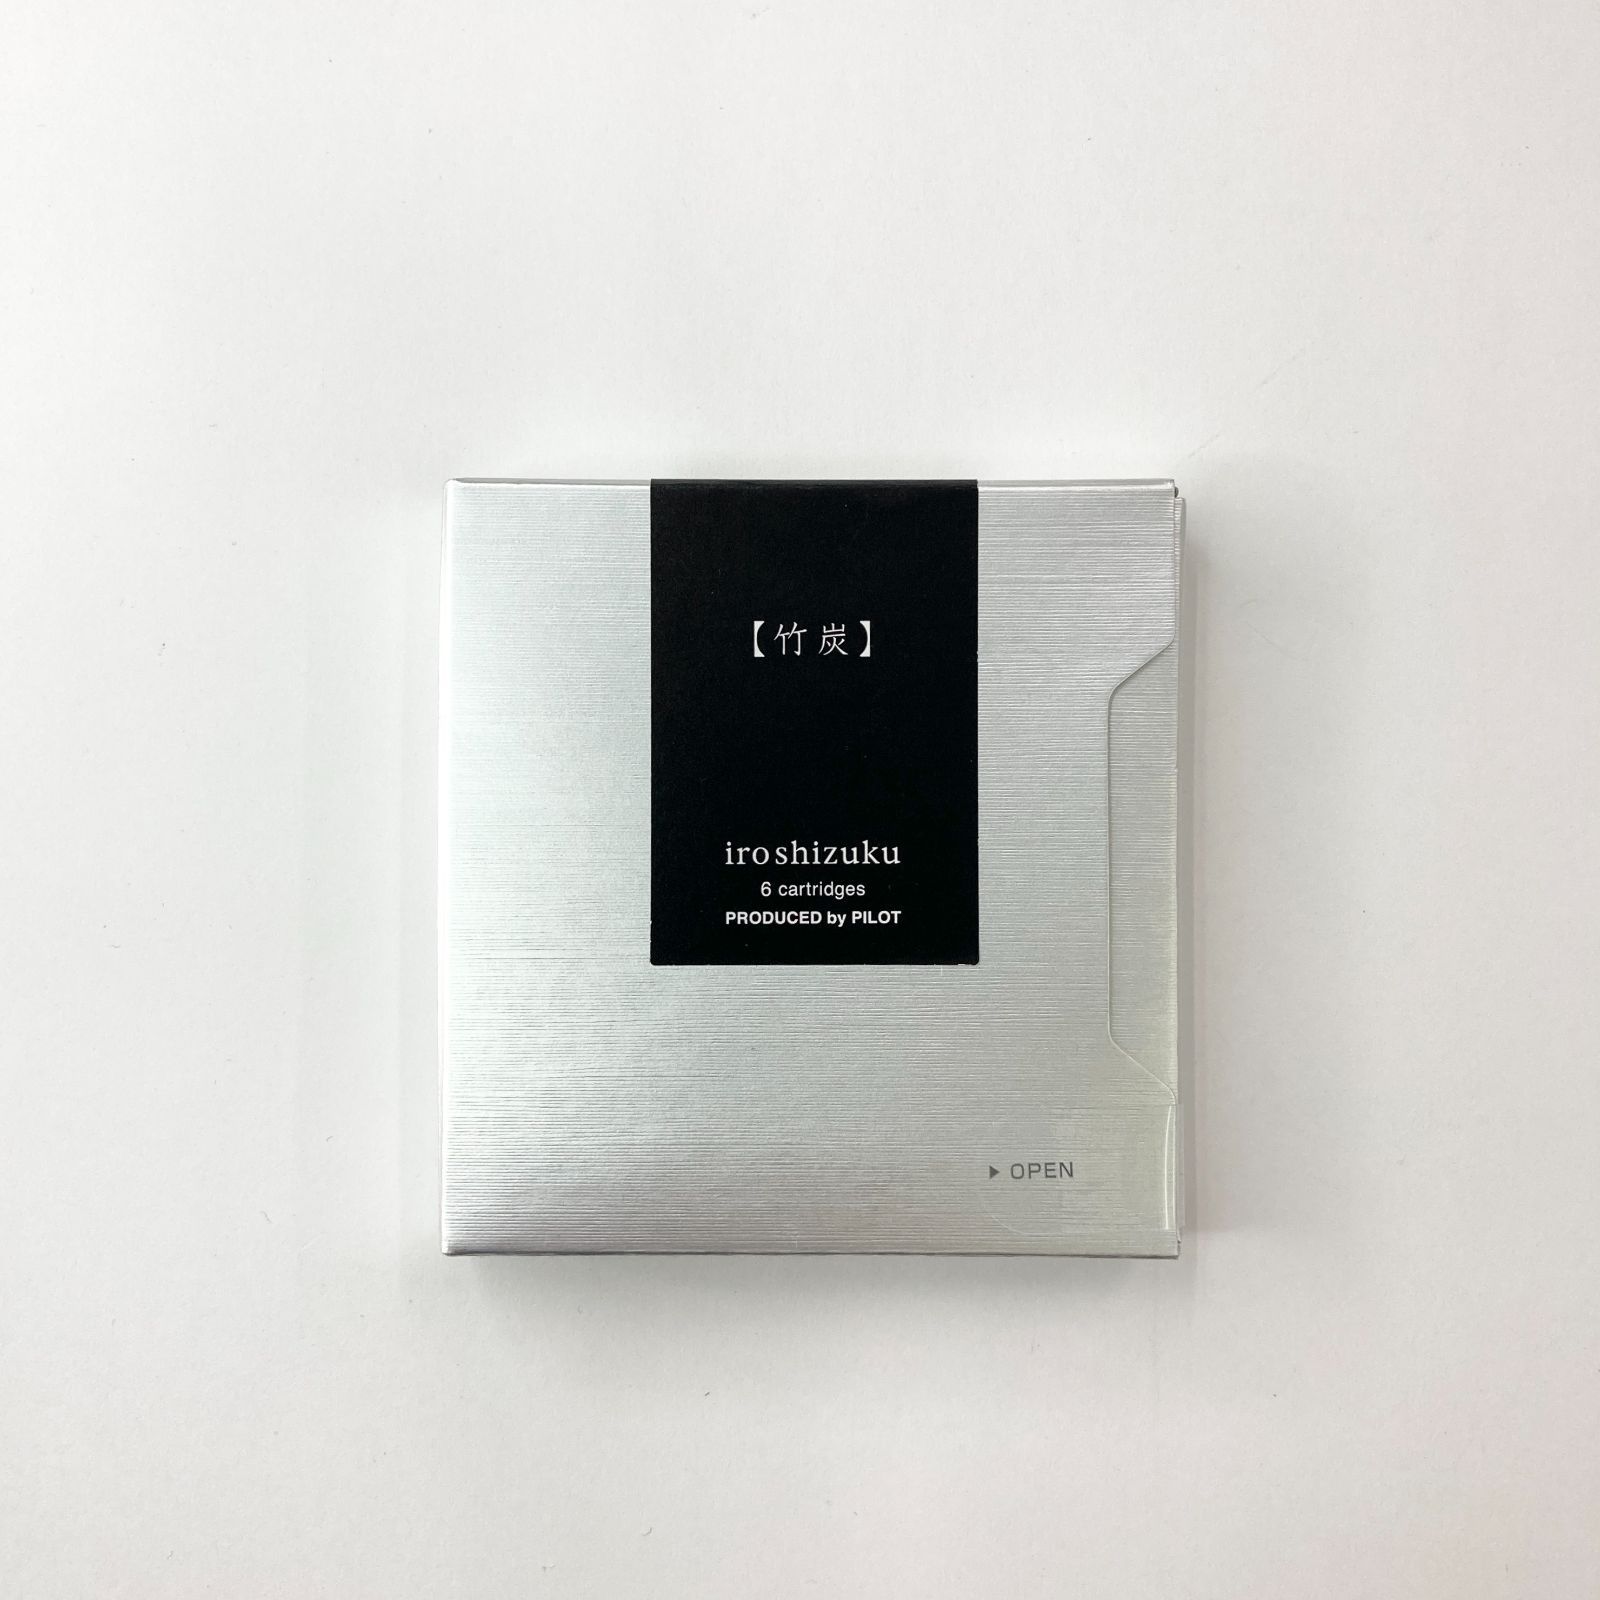 【竹炭】
iroshizuku
6 cartridges
PRODUCED by PILOT
▶ OPEN